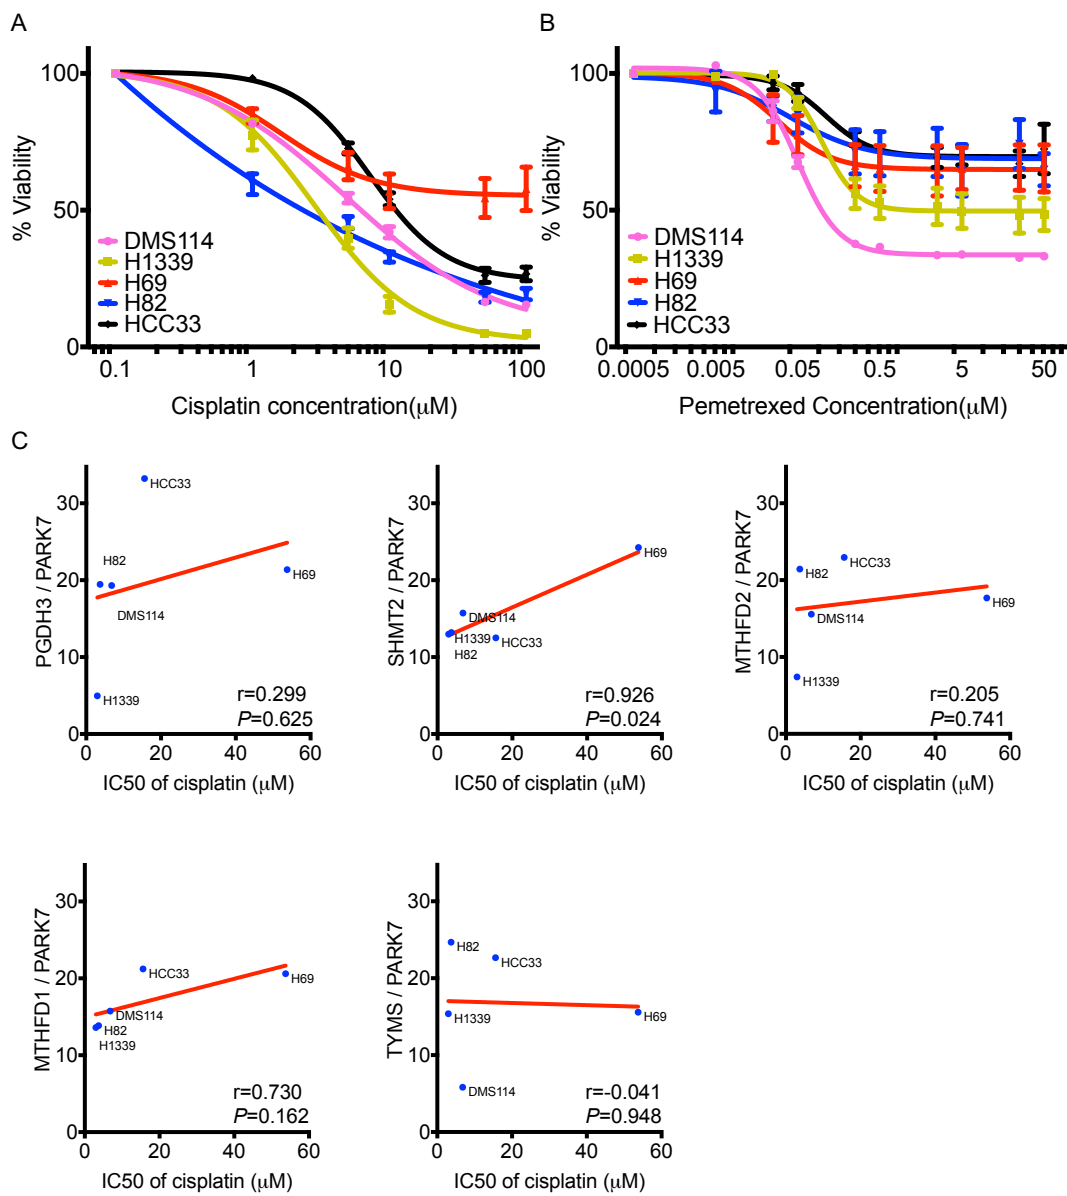 A
B
100
50
0
% Viability
DMS114
H1339
H69
H82
HCC33
0.1
1
10
100
Cisplatin concentration(μM)
100
50
0
% Viability
DMS114
H1339
H69
H82
HCC33
0.0005
0.005
0.05
0.5
5
50
Pemetrexed Concentration(μM)
C
30
20
10
0
PGDH3 / PARK7
HCC33
H82
DMS114
H69
H1339
r=0.299
P=0.625
0
20
40
60
IC50 of cisplatin (μM)
30
20
10
0
SHMT2 / PARK7
H69
DMS114
H1339
H82
HCC33
r=0.926
P=0.024
0
20
40
60
IC50 of cisplatin (μM)
30
20
10
0
MTHFD2 / PARK7
HCC33
H82
H69
DMS114
H1339
r=0.205
P=0.741
0
20
40
60
IC50 of cisplatin (μM)
30
20
10
0
MTHFD1 / PARK7
HCC33
H69
DMS114
H82
H1339
r=0.730
P=0.162
0
20
40
60
IC50 of cisplatin (μM)
30
20
10
0
TYMS / PARK7
H82
HCC33
H1339
H69
DMS114
r=-0.041
P=0.948
0
20
40
60
IC50 of cisplatin (μM)